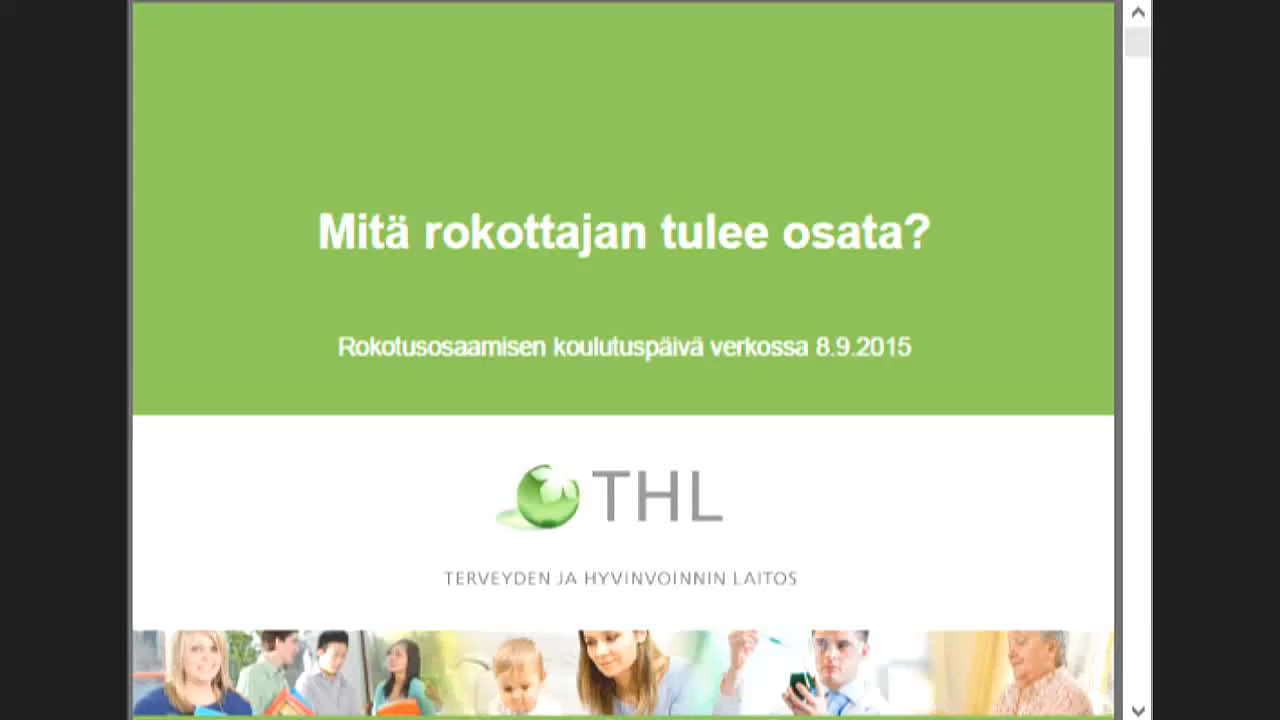 Mitä rokottajan tulee osata?
Rokotusosaamisen koulutuspäivä verkossa 8.9.2015
THL
TERVEYDEN JA HYVINVOINNIN LAITOS